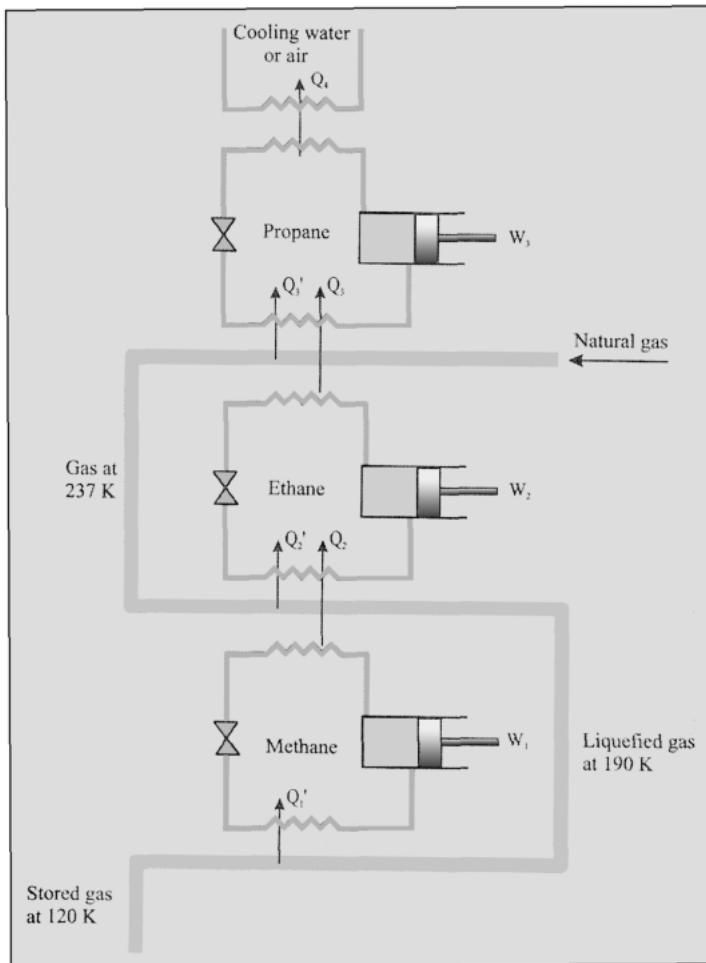 Cooling water
or air
Q₄
Propane
W₃
Q₃'
Q₃
Natural gas
Gas at
237 K
Ethane
W₂
Q₂'
Q₂
Methane
W₁
Liquefied gas
at 190 K
Q₁'
Stored gas
at 120 K